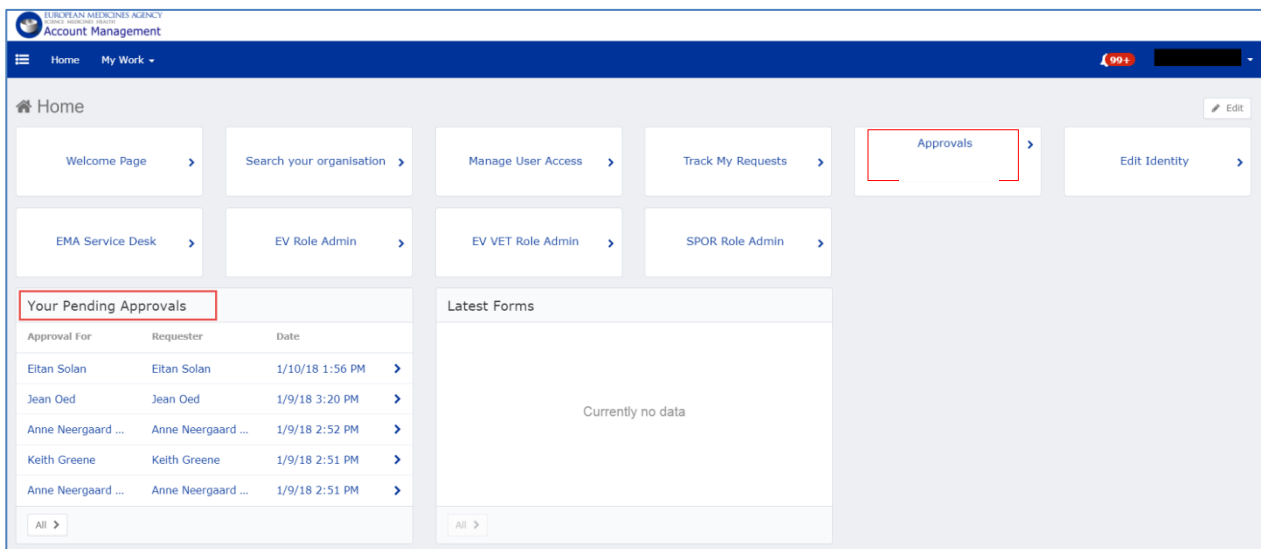 EUROPEAN MEDICINES AGENCY
SCIENCE MEDICINES HEALTH
Account Management
Home My Work
99+
Home
Edit
Welcome Page
Search your organisation
Manage User Access
Track My Requests
Approvals
Edit Identity
EMA Service Desk
EV Role Admin
EV VET Role Admin
SPOR Role Admin
Your Pending Approvals
Approval For Requester Date
Eitan Solan Eitan Solan 1/10/18 1:56 PM
Jean Oed Jean Oed 1/9/18 3:20 PM
Anne Neergaard ... Anne Neergaard ... 1/9/18 2:52 PM
Keith Greene Keith Greene 1/9/18 2:51 PM
Anne Neergaard ... Anne Neergaard ... 1/9/18 2:51 PM
All
Latest Forms
Currently no data
All